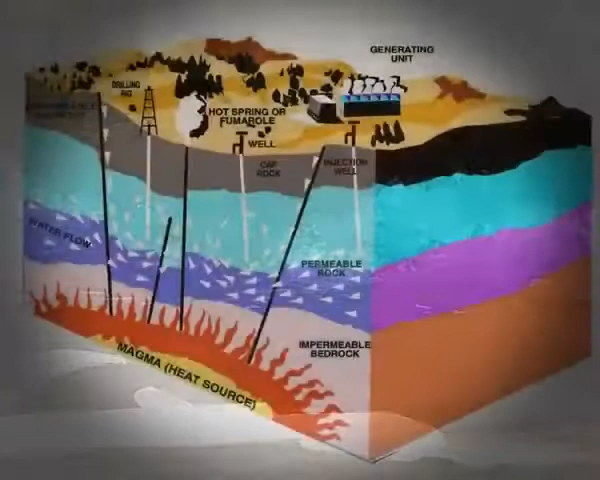 GENERATING
UNIT
DRILLING
RIG
HOT SPRING OR
FUMAROLE
WELL
CAP
ROCK
INJECTION
WELL
WATER FLOW
PERMEABLE
ROCK
IMPERMEABLE
BEDROCK
MAGMA (HEAT SOURCE)